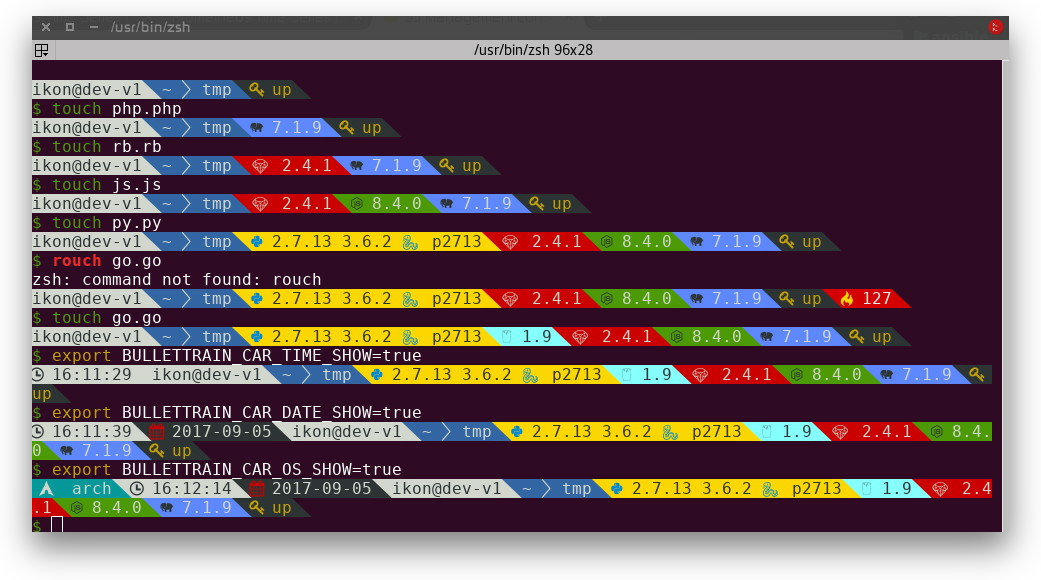 /usr/bin/zsh
/usr/bin/zsh 96x28
ikon@dev-v1 ~ tmp up
$ touch php.php
ikon@dev-v1 ~ tmp 7.1.9 up
$ touch rb.rb
ikon@dev-v1 ~ tmp 2.4.1 7.1.9 up
$ touch js.js
ikon@dev-v1 ~ tmp 2.4.1 8.4.0 7.1.9 up
$ touch py.py
ikon@dev-v1 ~ tmp 2.7.13 3.6.2 p2713 2.4.1 8.4.0 7.1.9 up
$ rouch go.go
zsh: command not found: rouch
ikon@dev-v1 ~ tmp 2.7.13 3.6.2 p2713 2.4.1 8.4.0 7.1.9 up 127
$ touch go.go
ikon@dev-v1 ~ tmp 2.7.13 3.6.2 p2713 1.9 2.4.1 8.4.0 7.1.9 up
$ export BULLETTRAIN_CAR_TIME_SHOW=true
16:11:29 ikon@dev-v1 ~ tmp 2.7.13 3.6.2 p2713 1.9 2.4.1 8.4.0 7.1.9
up
$ export BULLETTRAIN_CAR_DATE_SHOW=true
16:11:39 2017-09-05 ikon@dev-v1 ~ tmp 2.7.13 3.6.2 p2713 1.9 2.4.1 8.4.
0 7.1.9 up
$ export BULLETTRAIN_CAR_OS_SHOW=true
arch 16:12:14 2017-09-05 ikon@dev-v1 ~ tmp 2.7.13 3.6.2 p2713 1.9 2.4
.1 8.4.0 7.1.9 up
$